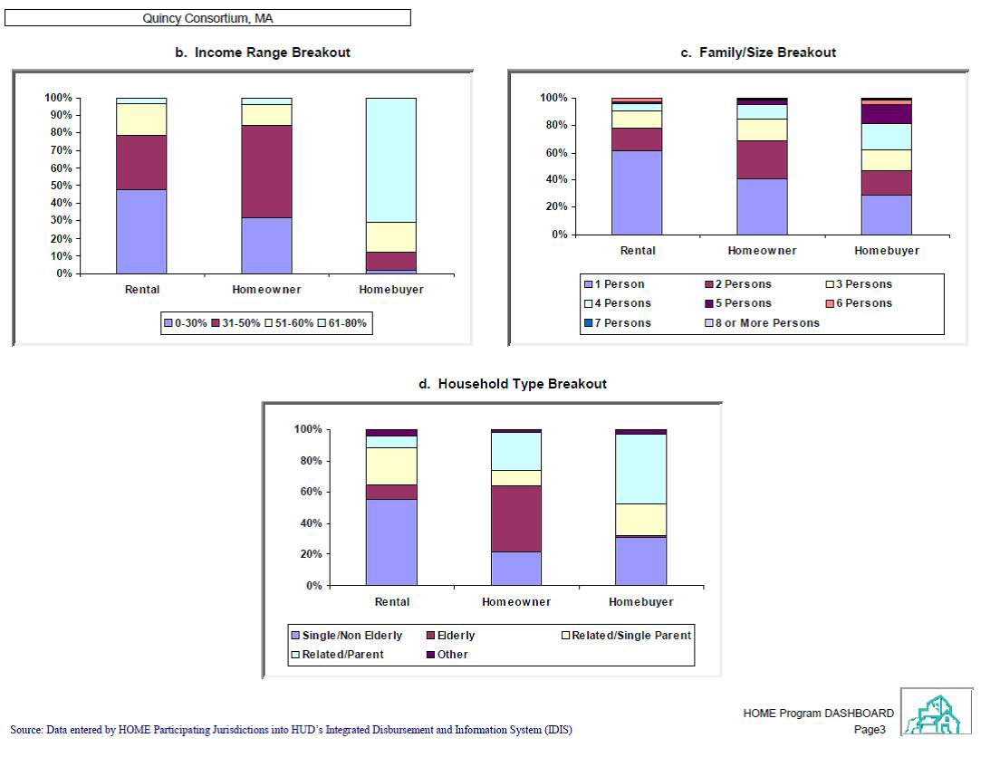 Quincy Consortium, MA
b. Income Range Breakout
100%
90%
80%
70%
60%
50%
40%
30%
20%
10%
0%
Rental Homeowner Homebuyer
0-30% 31-50% 51-60% 61-80%
c. Family/Size Breakout
100%
80%
60%
40%
20%
0%
Rental Homeowner Homebuyer
1 Person 2 Persons 3 Persons
4 Persons 5 Persons 6 Persons
7 Persons 8 or More Persons
d. Household Type Breakout
100%
80%
60%
40%
20%
0%
Rental Homeowner Homebuyer
Single/Non Elderly Elderly Related/Single Parent
Related/Parent Other
HOME Program DASHBOARD
Source: Data entered by HOME Participating Jurisdictions into HUD's Integrated Disbursement and Information System (IDIS)
Page3